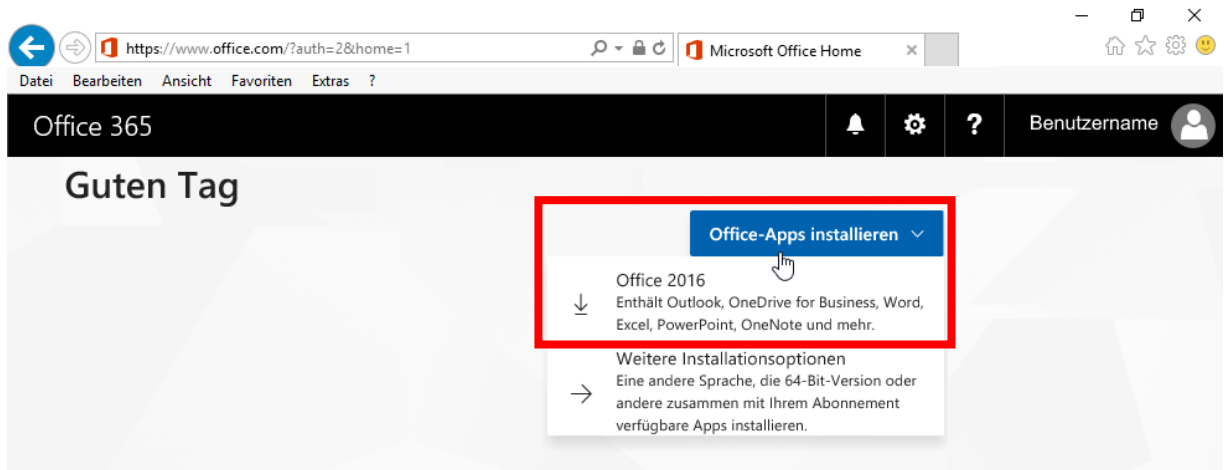 https://www.office.com/?auth=2&home=1
Microsoft Office Home
Datei Bearbeiten Ansicht Favoriten Extras ?
Office 365
?
Benutzername
Guten Tag
Office-Apps installieren
Office 2016
Enthält Outlook, OneDrive for Business, Word,
Excel, PowerPoint, OneNote und mehr.
Weitere Installationsoptionen
Eine andere Sprache, die 64-Bit-Version oder
andere zusammen mit Ihrem Abonnement
verfügbare Apps installieren.